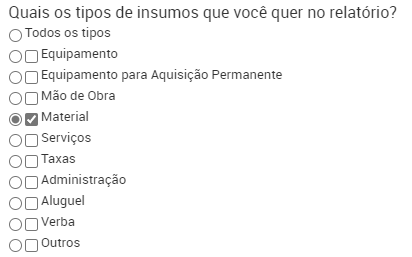 Quais os tipos de insumos que você quer no relatório?
Todos os tipos
Equipamento
Equipamento para Aquisição Permanente
Mão de Obra
Material
Serviços
Taxas
Administração
Aluguel
Verba
Outros